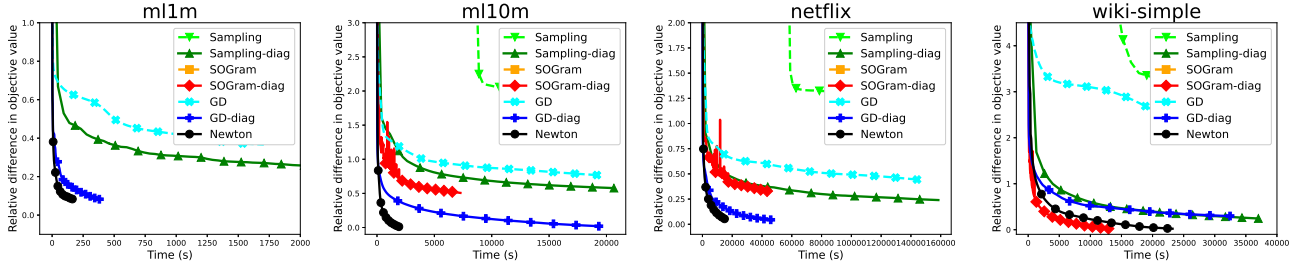 ml1m
Relative difference in objective value
1.0
0.8
0.6
0.4
0.2
0.0
Sampling
Sampling-diag
SOGram
SOGram-diag
GD
GD-diag
Newton
0 250 500 750 1000 1250 1500 1750 2000
Time (s)
ml10m
Relative difference in objective value
3.0
2.5
2.0
1.5
1.0
0.5
0.0
Sampling
Sampling-diag
SOGram
SOGram-diag
GD
GD-diag
Newton
0 5000 10000 15000 20000
Time (s)
netflix
Relative difference in objective value
2.00
1.75
1.50
1.25
1.00
0.75
0.50
0.25
0.00
Sampling
Sampling-diag
SOGram
SOGram-diag
GD
GD-diag
Newton
0 20000 40000 60000 80000 100000 120000 140000 160000
Time (s)
wiki-simple
Relative difference in objective value
4
3
2
1
0
Sampling
Sampling-diag
SOGram
SOGram-diag
GD
GD-diag
Newton
0 5000 10000 15000 20000 25000 30000 35000 40000
Time (s)